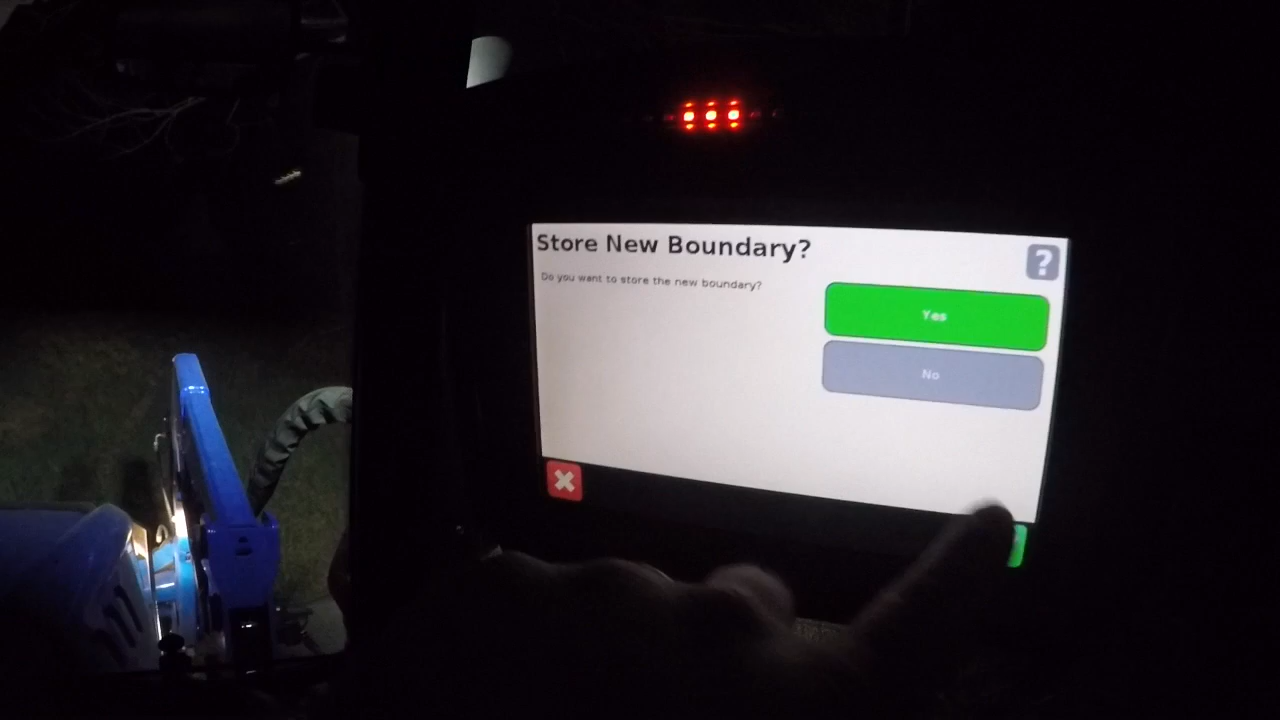 Store New Boundary?
?
Do you want to store the new boundary?
Yes
No